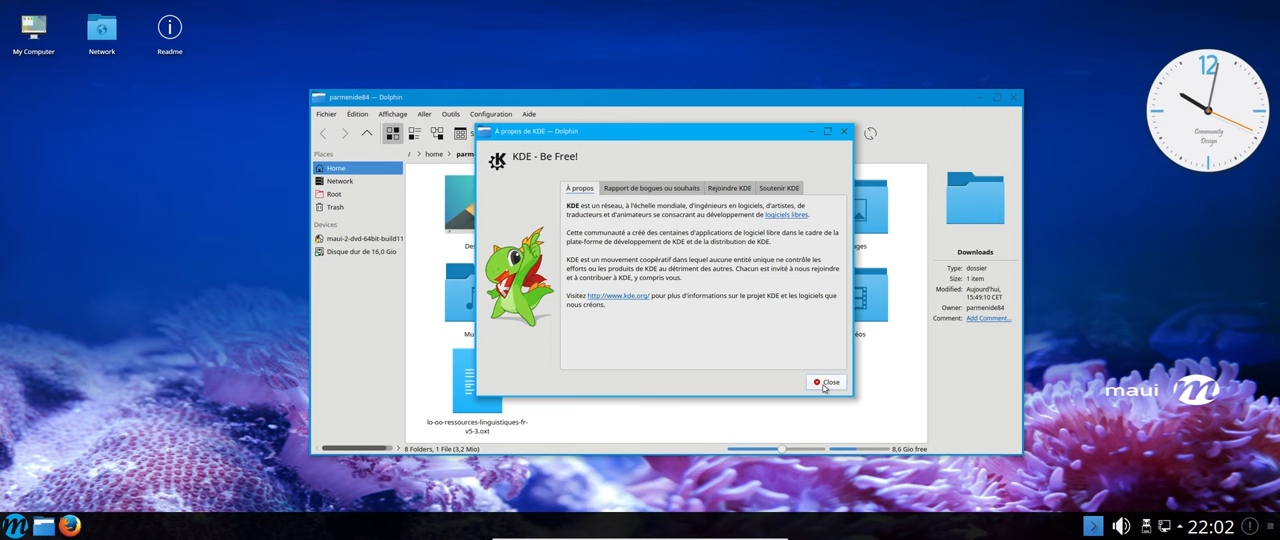 My Computer
Network
Readme
12
Community
Design
parmenide84 — Dolphin
Fichier Édition Affichage Aller Outils Configuration Aide
À propos de KDE — Dolphin
Places
/ > home > parm
Home
Network
Root
Trash
Devices
maui-2-dvd-64bit-build11
Disque dur de 16,0 Gio
KDE - Be Free!
À propos Rapport de bogues ou souhaits Rejoindre KDE Soutenir KDE
KDE est un réseau, à l'échelle mondiale, d'ingénieurs en logiciels, d'artistes, de
traducteurs et d'animateurs se consacrant au développement de logiciels libres.
Cette communauté a créé des centaines d'applications de logiciel libre dans le cadre de la
plate-forme de développement de KDE et de la distribution de KDE.
KDE est un mouvement coopératif dans lequel aucune entité unique ne contrôle les
efforts ou les produits de KDE au détriment des autres. Chacun est invité à nous rejoindre
et à contribuer à KDE, y compris vous.
Visitez http://www.kde.org/ pour plus d'informations sur le projet KDE et les logiciels que
nous créons.
Close
lo-oo-ressources-linguistiques-fr-
v5-3.oxt
8 Folders, 1 File (3,2 Mio)
8,6 Gio free
Downloads
Type: dossier
Size: 1 item
Modified: Aujourd'hui,
15:49:10 CEST
Owner: parmenide84
Comment: Add Comment...
maui m
22:02